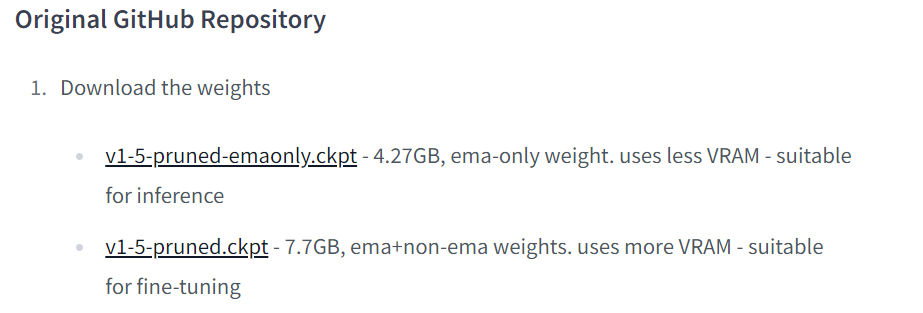 Original GitHub Repository
1. Download the weights
• v1-5-pruned-emaonly.ckpt - 4.27GB, ema-only weight. uses less VRAM - suitable
for inference
• v1-5-pruned.ckpt - 7.7GB, ema+non-ema weights. uses more VRAM - suitable
for fine-tuning